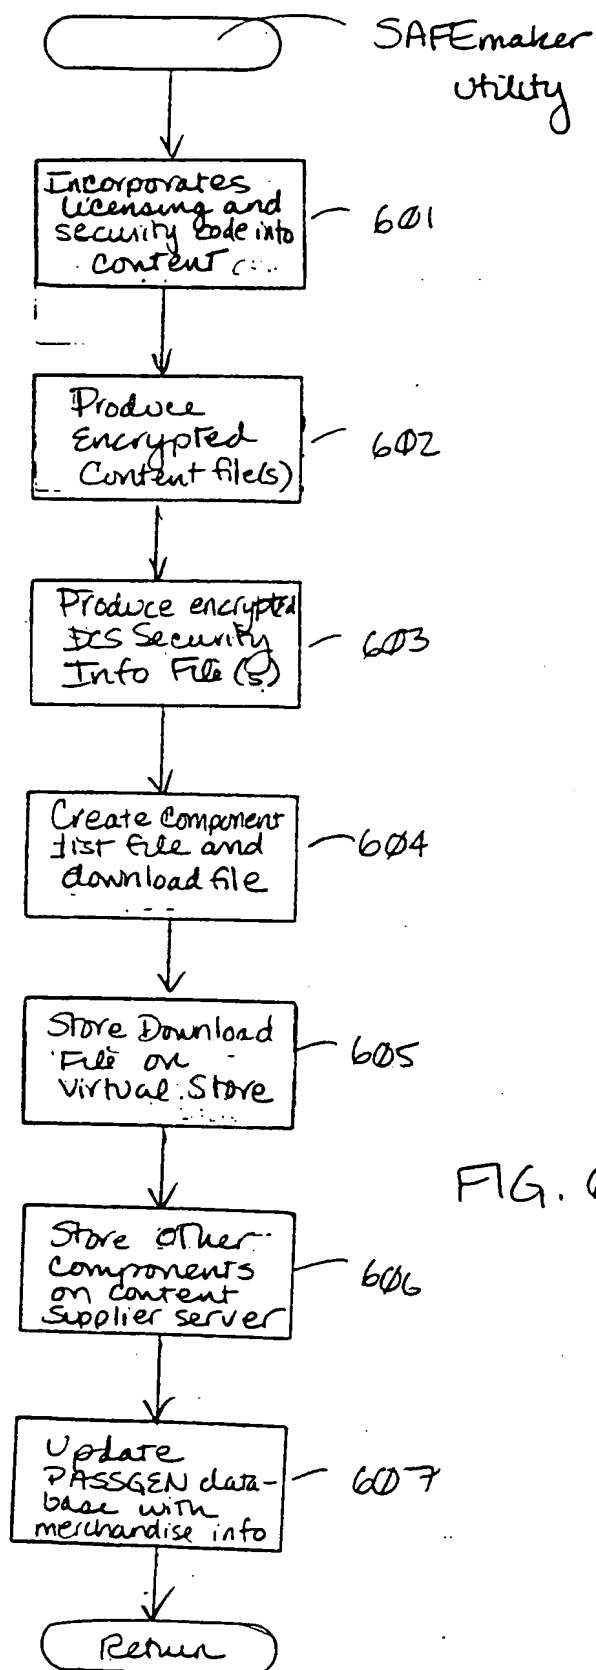 SAFEmaker
utility
Incorporates
licensing and
security code into
content
601
Produce
Encrypted
Content file(s)
602
Produce encrypted
DCS Security
Info File(s)
603
Create component
list file and
download file
604
Store Download
File on
Virtual Store
605
FIG. 6
Store other
components
on content
supplier server
606
Update
PASSGEN data-
base with
merchandise info
607
Return